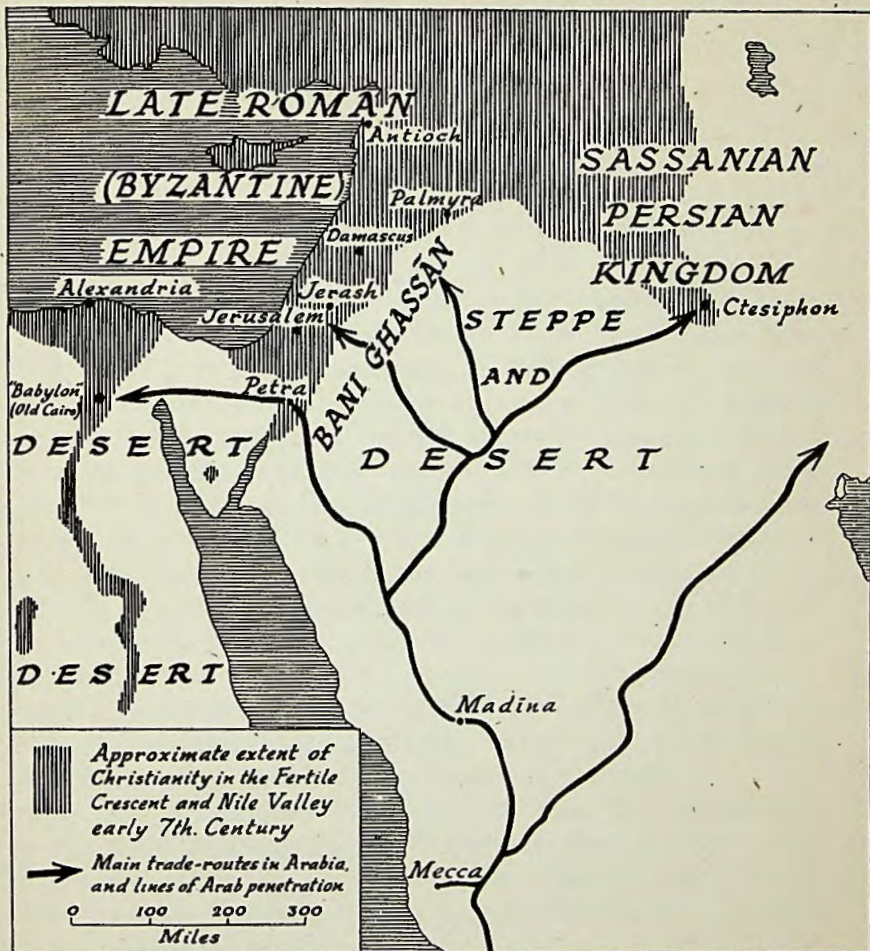 LATE ROMAN
Antioch
(BYZANTINE)
SASSANIAN
Palmyra
PERSIAN
Damascus
EMPIRE
KINGDOM
Alexandria
Jerash
Ctesiphon
Jerusalem
STEPPE
BANI GHASSĀN
AND
"Babylon"
(Old Cairo)
Petra
DESERT
DESERT
DESERT
Madīna
Approximate extent of
Christianity in the Fertile
Crescent and Nile Valley
early 7th. Century
Main trade-routes in Arabia,
and lines of Arab penetration
Mecca
0 100 200 300
Miles